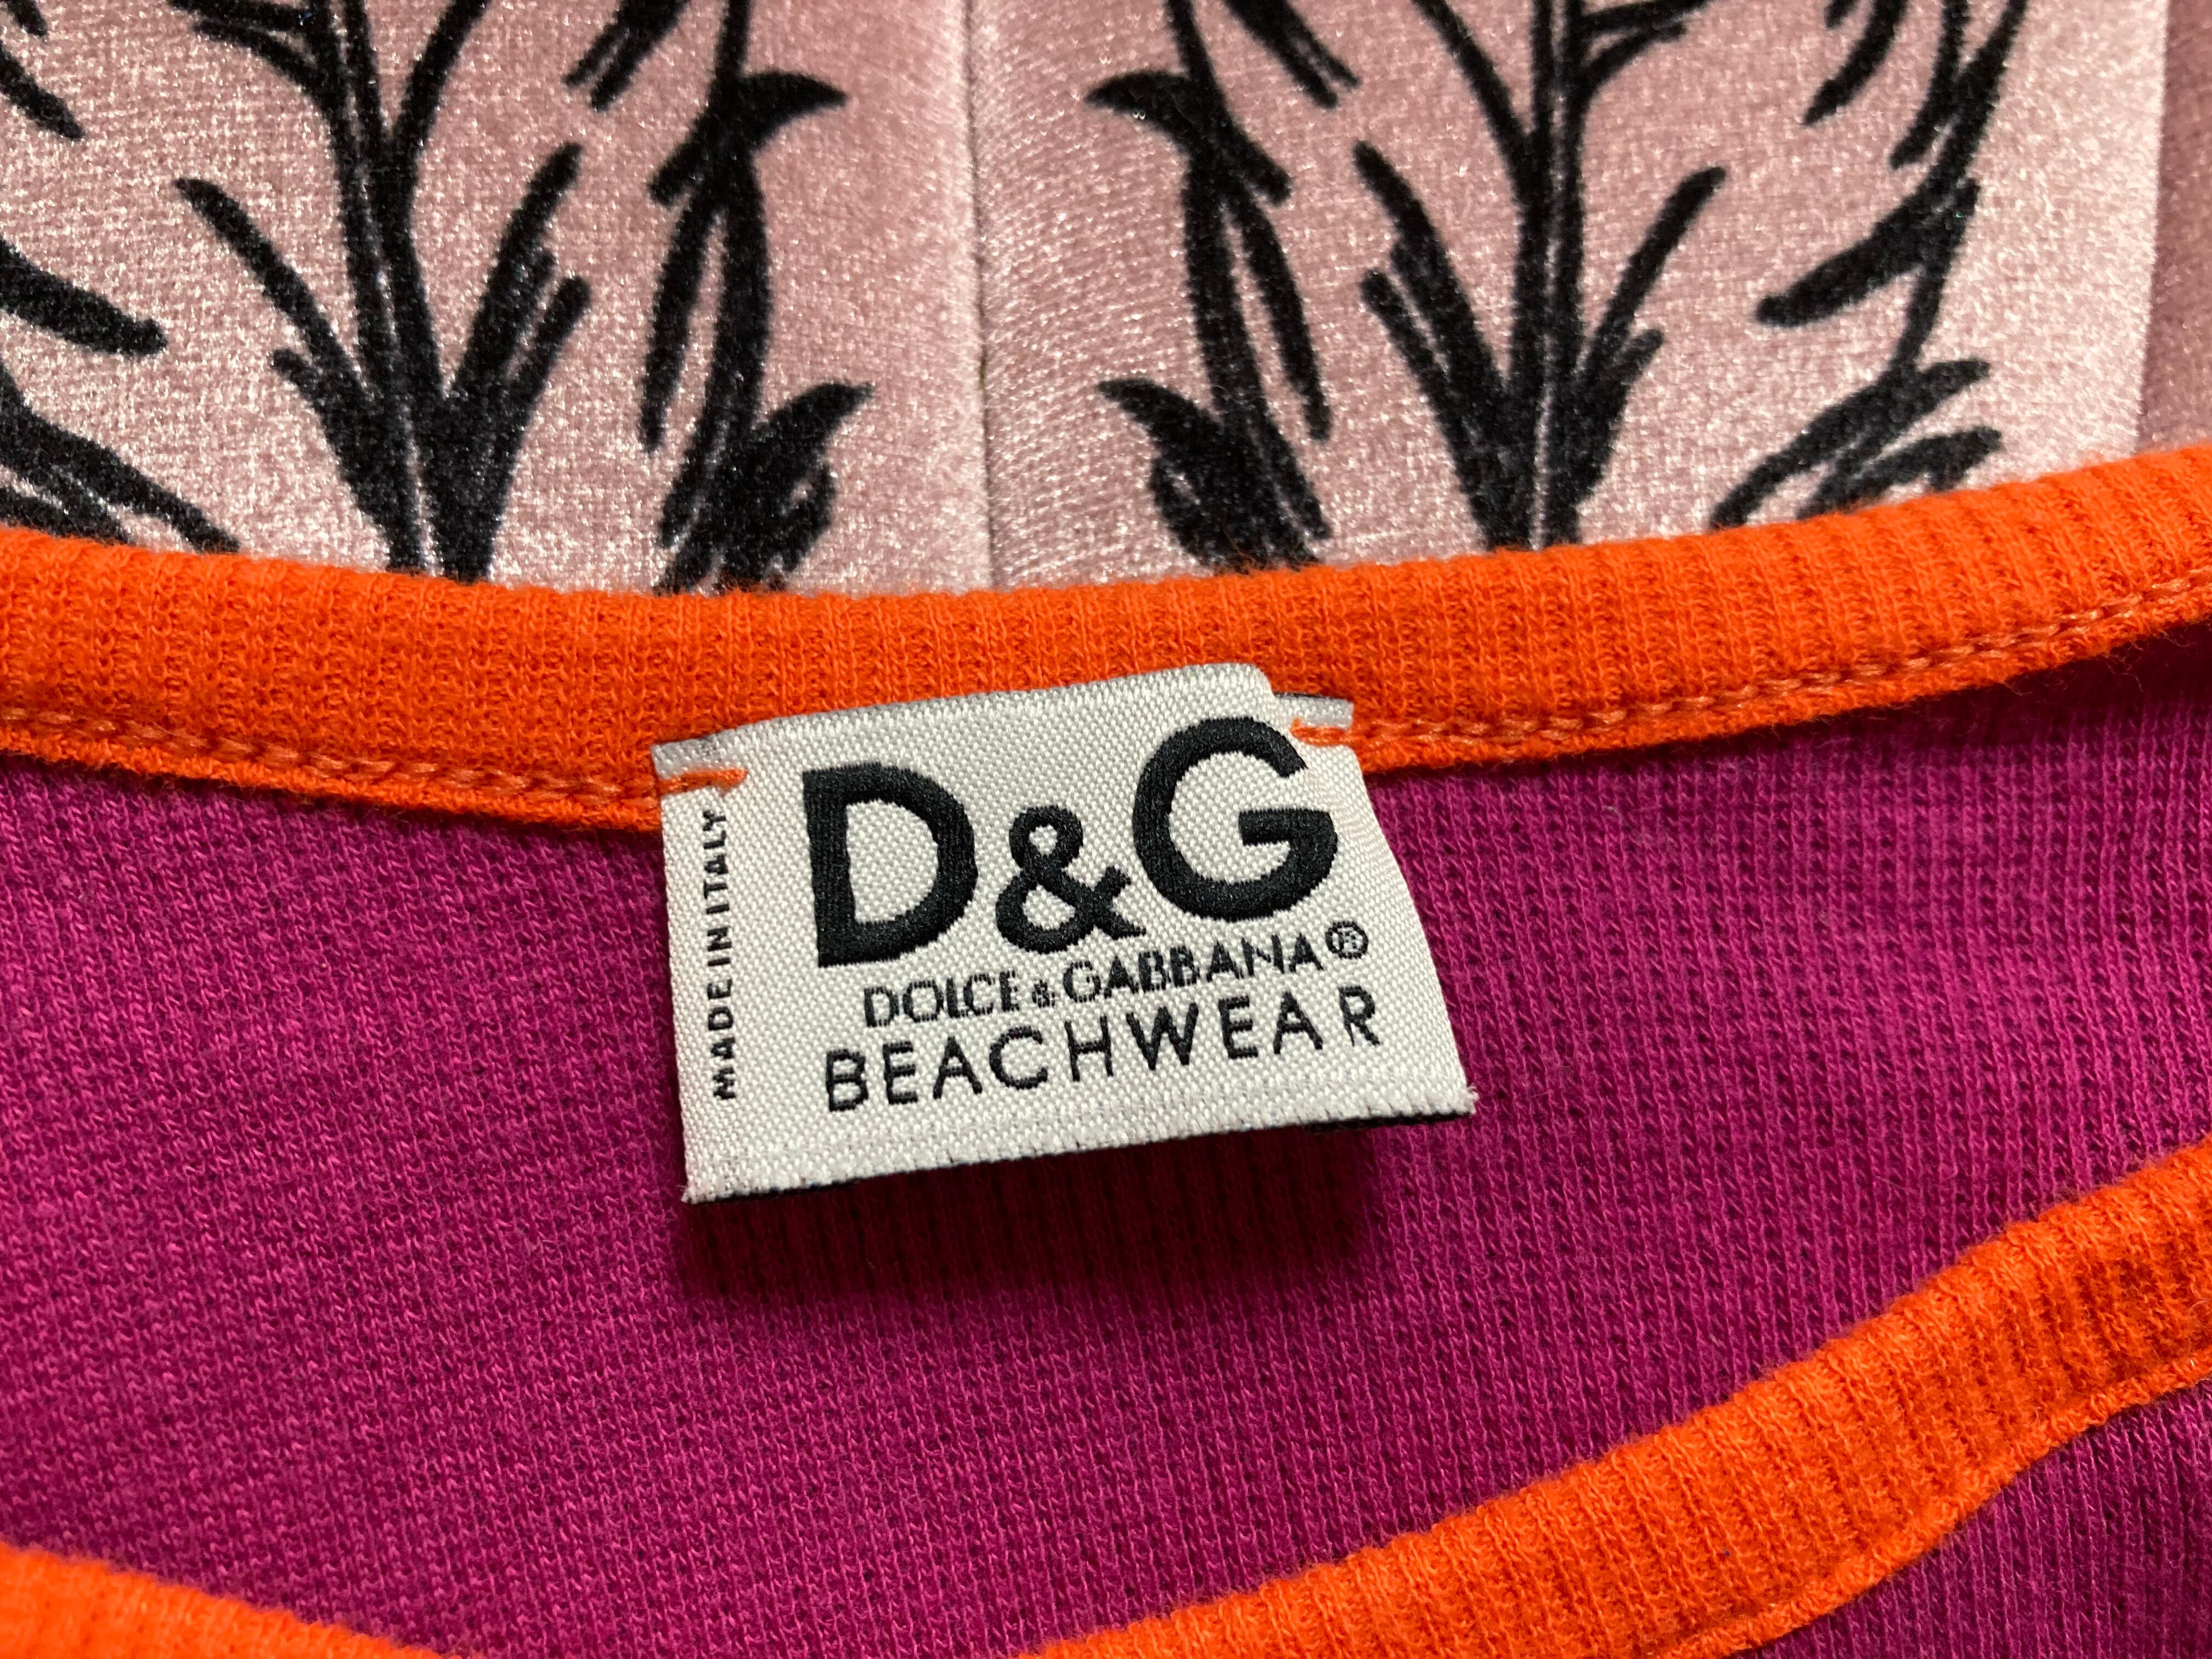 D&G
DOLCE & GABBANA®
BEACHWEAR
MADE IN ITALY